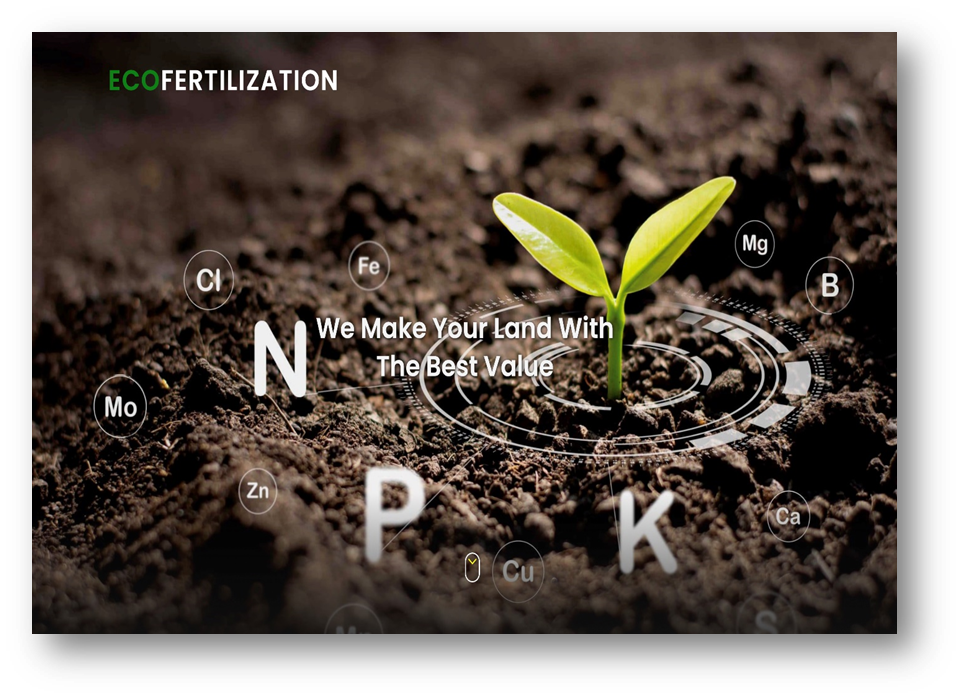 ECOFERTILIZATION
Mg
Fe
Cl
B
N
We Make Your Land With
The Best Value
Mo
Zn
P
K
Ca
Cu
S